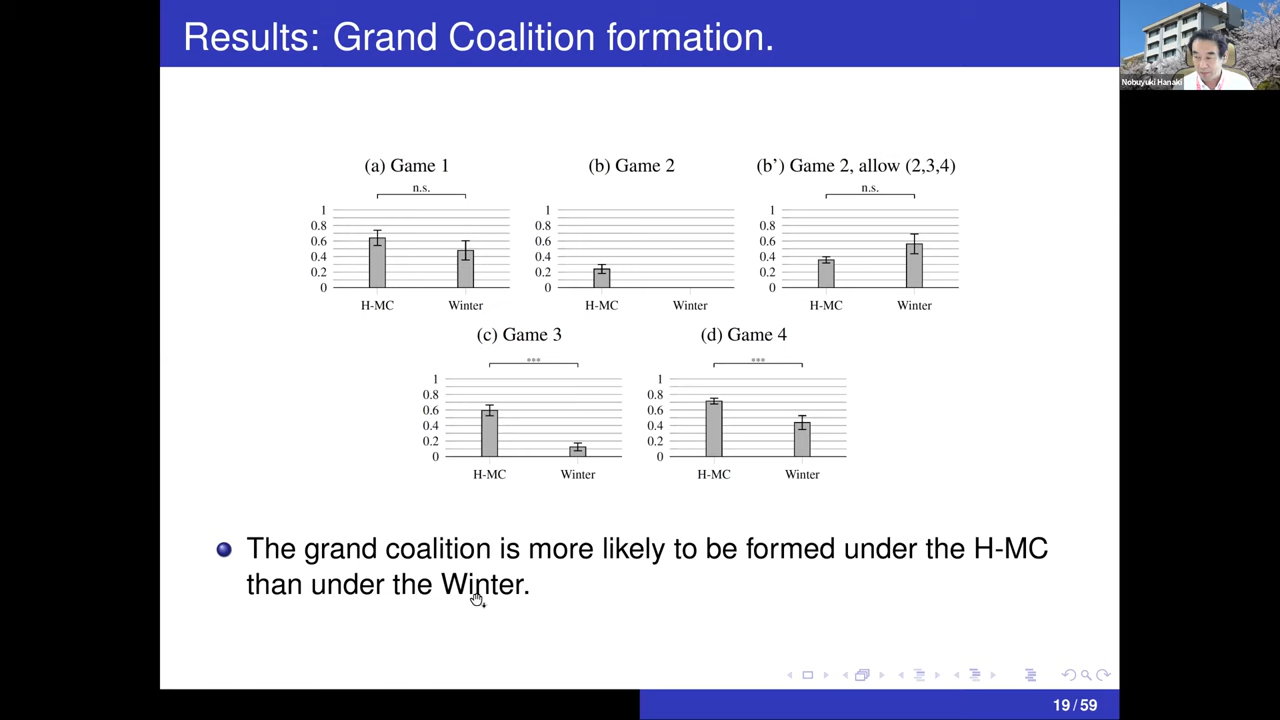 Results: Grand Coalition formation.
Nobuyuki Hanaki
(a) Game 1
n.s.
1
0.8
0.6
0.4
0.2
0
H-MC Winter
(b) Game 2
1
0.8
0.6
0.4
0.2
0
H-MC Winter
(b') Game 2, allow (2,3,4)
n.s.
1
0.8
0.6
0.4
0.2
0
H-MC Winter
(c) Game 3
***
1
0.8
0.6
0.4
0.2
0
H-MC Winter
(d) Game 4
***
1
0.8
0.6
0.4
0.2
0
H-MC Winter
The grand coalition is more likely to be formed under the H-MC
than under the Winter.
19 / 59